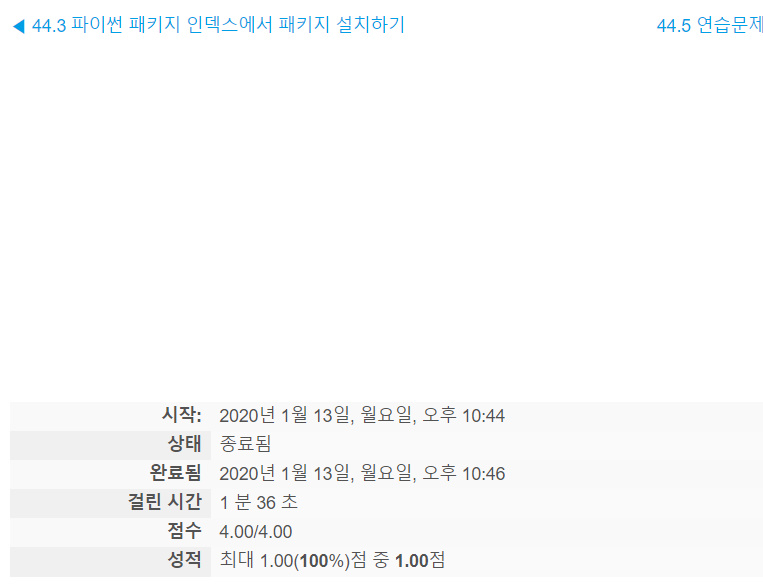 ◀ 44.3 파이썬 패키지 인덱스에서 패키지 설치하기 44.5 연습문제
시작: 2020년 1월 13일, 월요일, 오후 10:44
상태 종료됨
완료됨 2020년 1월 13일, 월요일, 오후 10:46
걸린 시간 1 분 36 초
점수 4.00/4.00
성적 최대 1.00(100%)점 중 1.00점